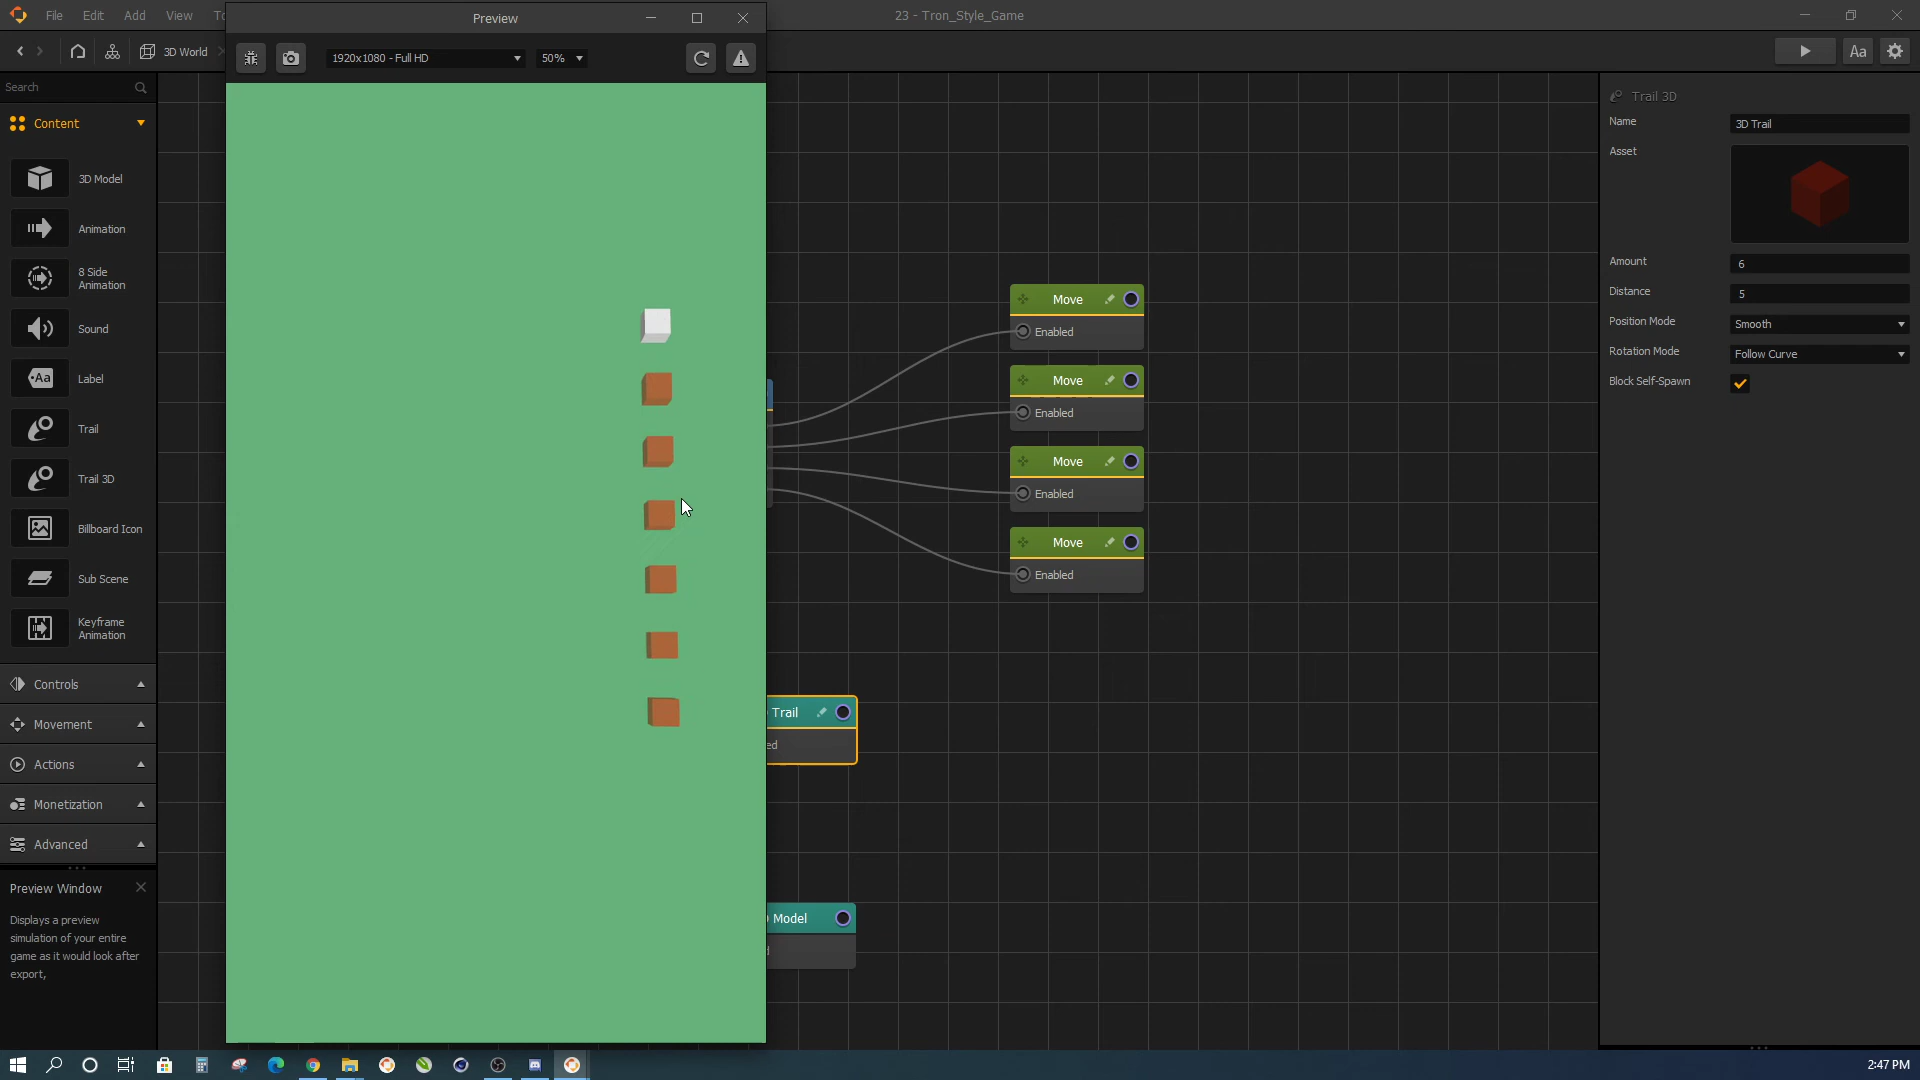 File
Edit
Add
View
Preview
23 - Tron_Style_Game
3D World
1920x1080 - Full HD
50%
Aa
Search
Content
3D Model
Animation
8 Side
Animation
Sound
Aa
Label
Trail
Trail 3D
Billboard Icon
Sub Scene
Keyframe
Animation
Controls
Movement
Actions
Monetization
Advanced
Preview Window
Displays a preview
simulation of your entire
game as it would look after
export,
Move
Enabled
Move
Enabled
Move
Enabled
Move
Enabled
Trail
ed
Model
Trail 3D
Name
3D Trail
Asset
Amount
6
Distance
5
Position Mode
Smooth
Rotation Mode
Follow Curve
Block Self-Spawn
2:47 PM